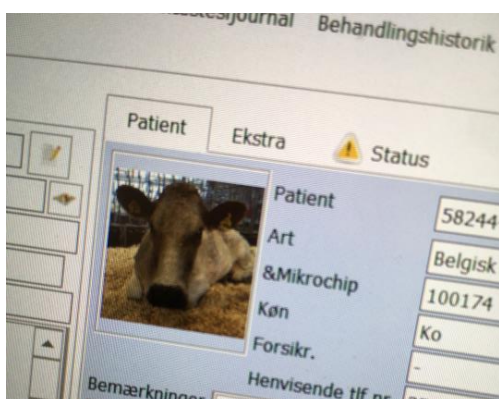 Behandlingshistorik
Patient Ekstra Status
Patient 58244
Art Belgisk
&Mikrochip 100174
Køn Ko
Forsikr. -
Henvisende tlf nr
Bemærkninger